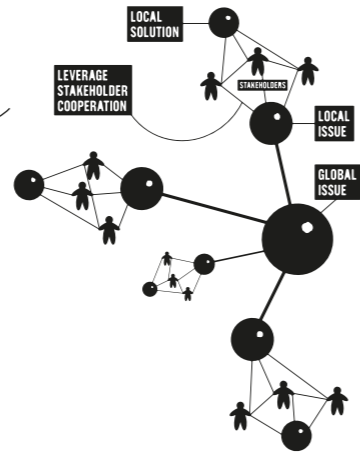 LOCAL
SOLUTION
LEVERAGE
STAKEHOLDER
COOPERATION
STAKEHOLDERS
LOCAL
ISSUE
GLOBAL
ISSUE